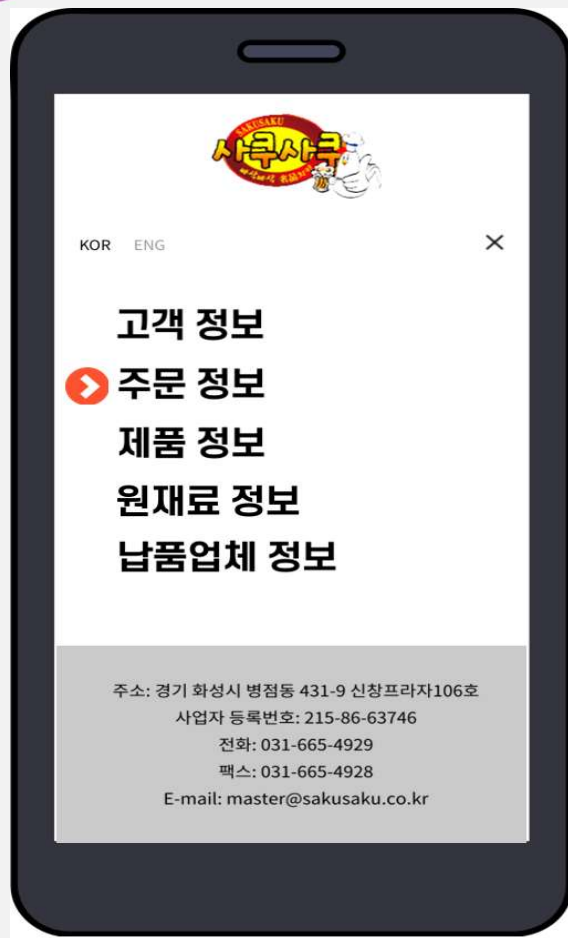 SAKUSAKU
사쿠사쿠
KOR ENG
고객 정보
주문 정보
제품 정보
원재료 정보
납품업체 정보
주소: 경기 화성시 병점동 431-9 신창프라자106호
사업자 등록번호: 215-86-63746
전화: 031-665-4929
팩스: 031-665-4928
E-mail: master@sakusaku.co.kr